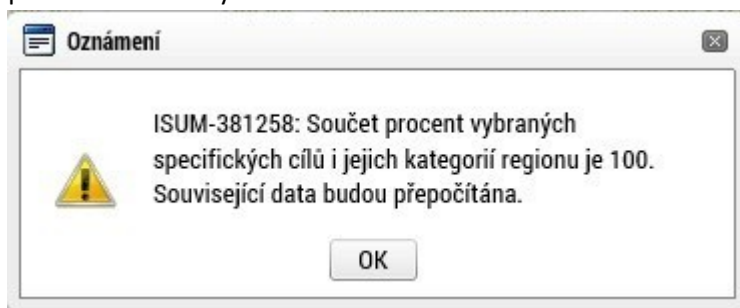 Oznámení
ISUM-381258: Součet procent vybraných
specifických cílů i jejich kategorií regionu je 100.
Související data budou přepočítána.
OK